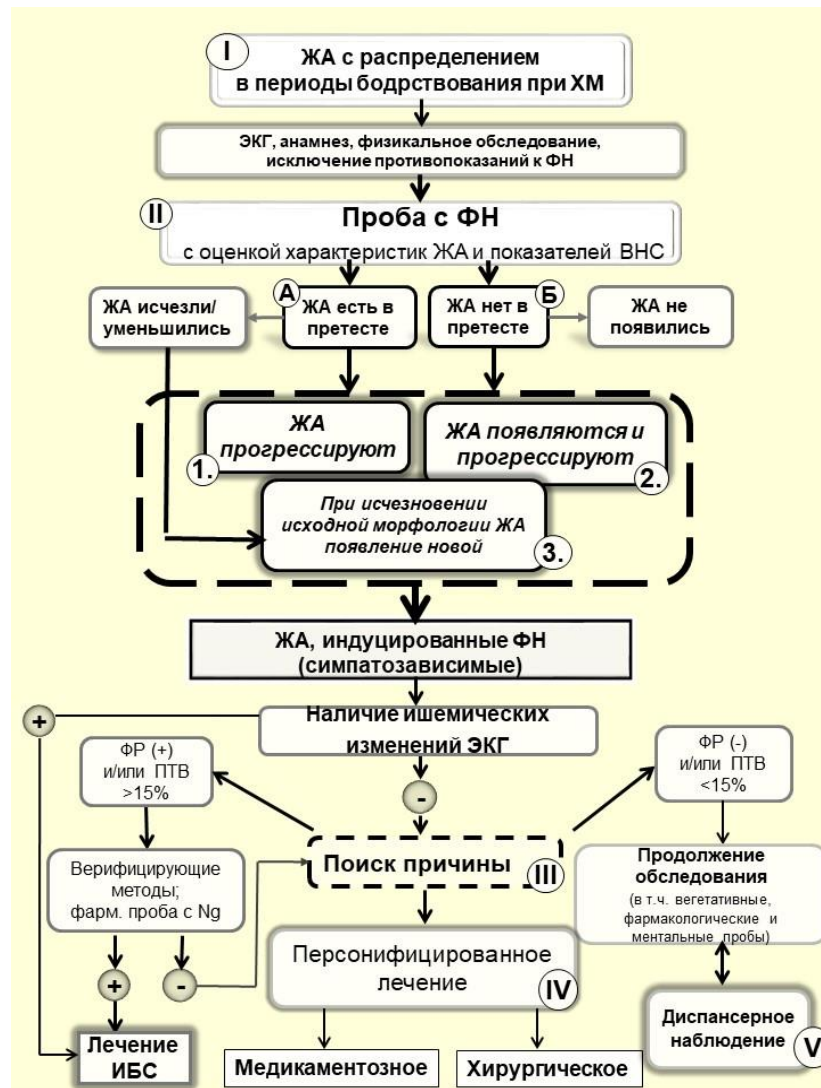 I
ЖА с распределением
в периоды бодрствования при ХМ
ЭКГ, анамнез, физикальное обследование,
исключение противопоказаний к ФН
II
Проба с ФН
с оценкой характеристик ЖА и показателей ВНС
ЖА исчезли/
уменьшились
А
ЖА есть в
претесте
ЖА нет в
претесте
Б
ЖА не
появились
ЖА
прогрессируют
1.
ЖА появляются и
прогрессируют
2.
При исчезновении
исходной морфологии ЖА
появление новой
3.
ЖА, индуцированные ФН
(симпатозависимые)
+
Наличие ишемических
изменений ЭКГ
ФР (+)
и/или ПТВ
>15%
-
ФР (-)
и/или ПТВ
<15%
Поиск причины
III
Верифицирующие
методы;
фарм. проба с Ng
Продолжение
обследования
(в т.ч. вегетативные,
фармакологические и
ментальные пробы)
+
-
Персонифицированное
лечение
IV
Лечение
ИБС
Медикаментозное
Хирургическое
Диспансерное
наблюдение
V